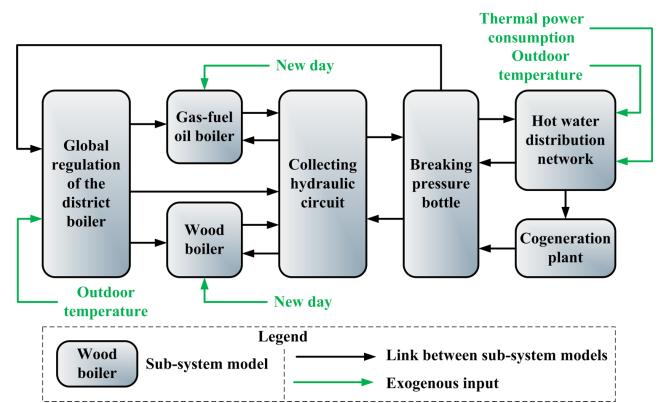 Thermal power
consumption
Outdoor
temperature
New day
Global
regulation
of the
district
boiler
Gas-fuel
oil boiler
Collecting
hydraulic
circuit
Breaking
pressure
bottle
Hot water
distribution
network
Wood
boiler
Cogeneration
plant
Outdoor
temperature
New day
Legend
Wood
boiler
Sub-system model
Link between sub-system models
Exogenous input